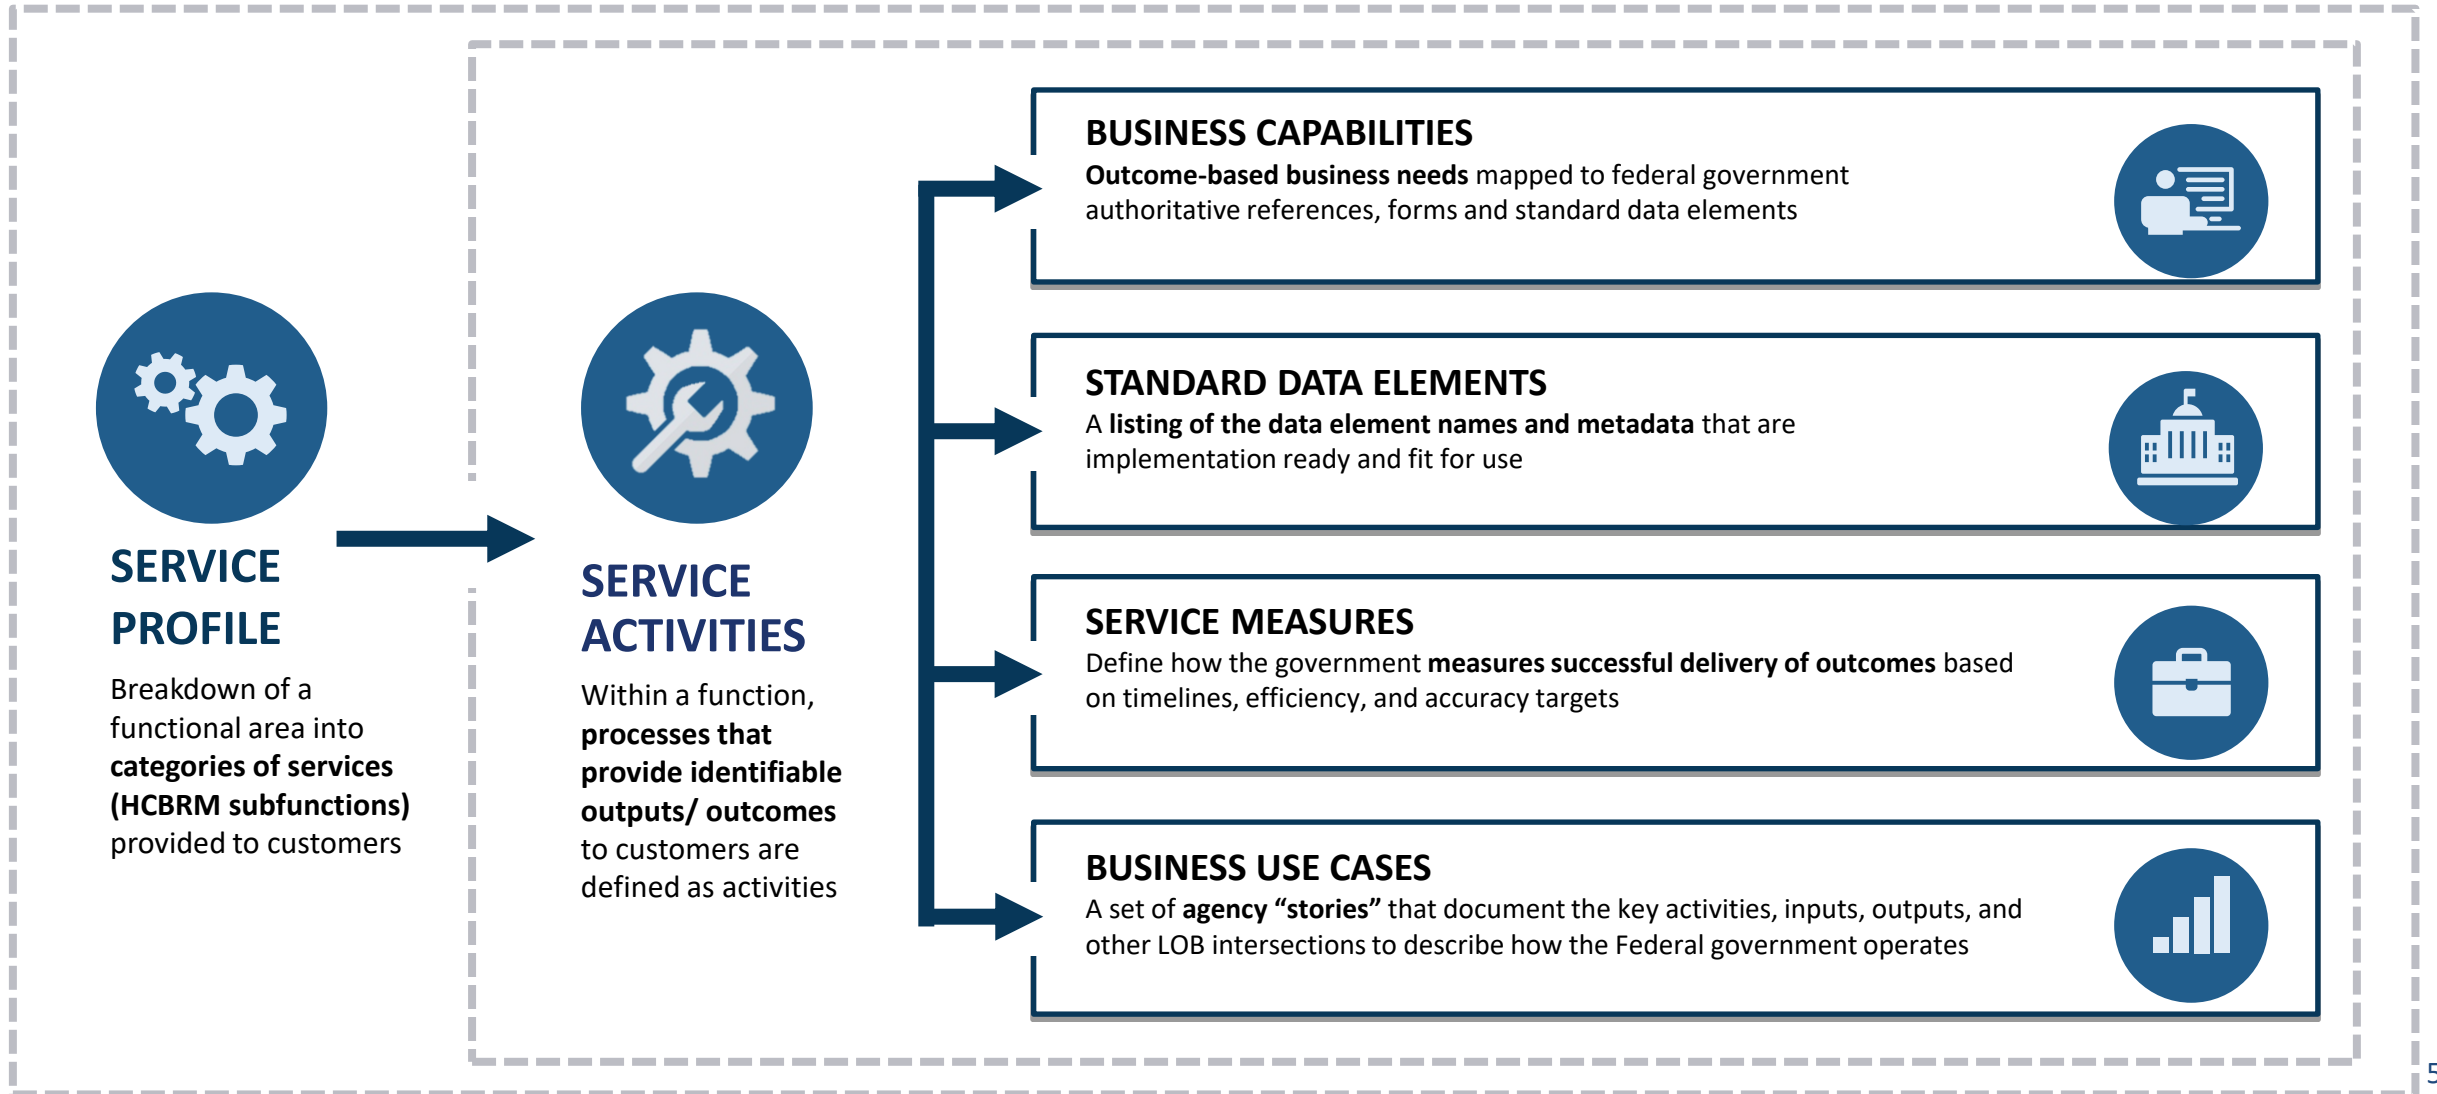 SERVICE
PROFILE
Breakdown of a
functional area into
categories of services
(HCBRM subfunctions)
provided to customers
SERVICE
ACTIVITIES
Within a function,
processes that
provide identifiable
outputs/ outcomes
to customers are
defined as activities
BUSINESS CAPABILITIES
Outcome-based business needs mapped to federal government
authoritative references, forms and standard data elements
STANDARD DATA ELEMENTS
A listing of the data element names and metadata that are
implementation ready and fit for use
SERVICE MEASURES
Define how the government measures successful delivery of outcomes based
on timelines, efficiency, and accuracy targets
BUSINESS USE CASES
A set of agency “stories” that document the key activities, inputs, outputs, and
other LOB intersections to describe how the Federal government operates
5